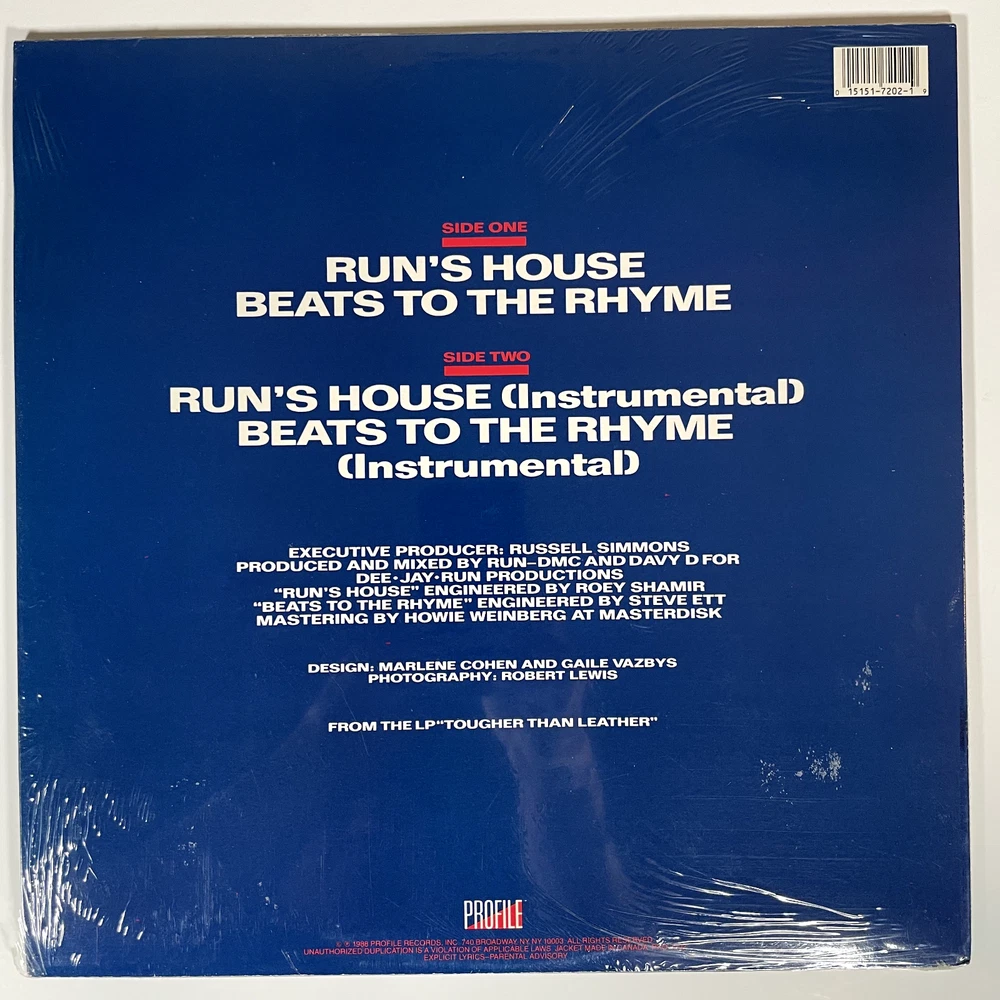 0 15151-7202-1 9
SIDE ONE
RUN'S HOUSE
BEATS TO THE RHYME
SIDE TWO
RUN'S HOUSE (Instrumental)
BEATS TO THE RHYME
(Instrumental)
EXECUTIVE PRODUCER: RUSSELL SIMMONS
PRODUCED AND MIXED BY RUN–DMC AND DAVY D FOR
DEE•JAY•RUN PRODUCTIONS
“RUN'S HOUSE” ENGINEERED BY ROEY SHAMIR
“BEATS TO THE RHYME” ENGINEERED BY STEVE ETT
MASTERING BY HOWIE WEINBERG AT MASTERDISK
DESIGN: MARLENE COHEN AND GAILE VAZBYS
PHOTOGRAPHY: ROBERT LEWIS
FROM THE LP “TOUGHER THAN LEATHER”
PROFILE
© ℗ 1988 PROFILE RECORDS, INC. 740 BROADWAY NY, NY 10003. ALL RIGHTS RESERVED
UNAUTHORIZED DUPLICATION IS A VIOLATION OF APPLICABLE LAWS. JACKET MADE IN CANADA
EXPLICIT LYRICS–PARENTAL ADVISORY